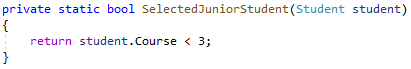 private static bool SelectedJuniorStudent(Student student)
{
    return student.Course < 3;
}